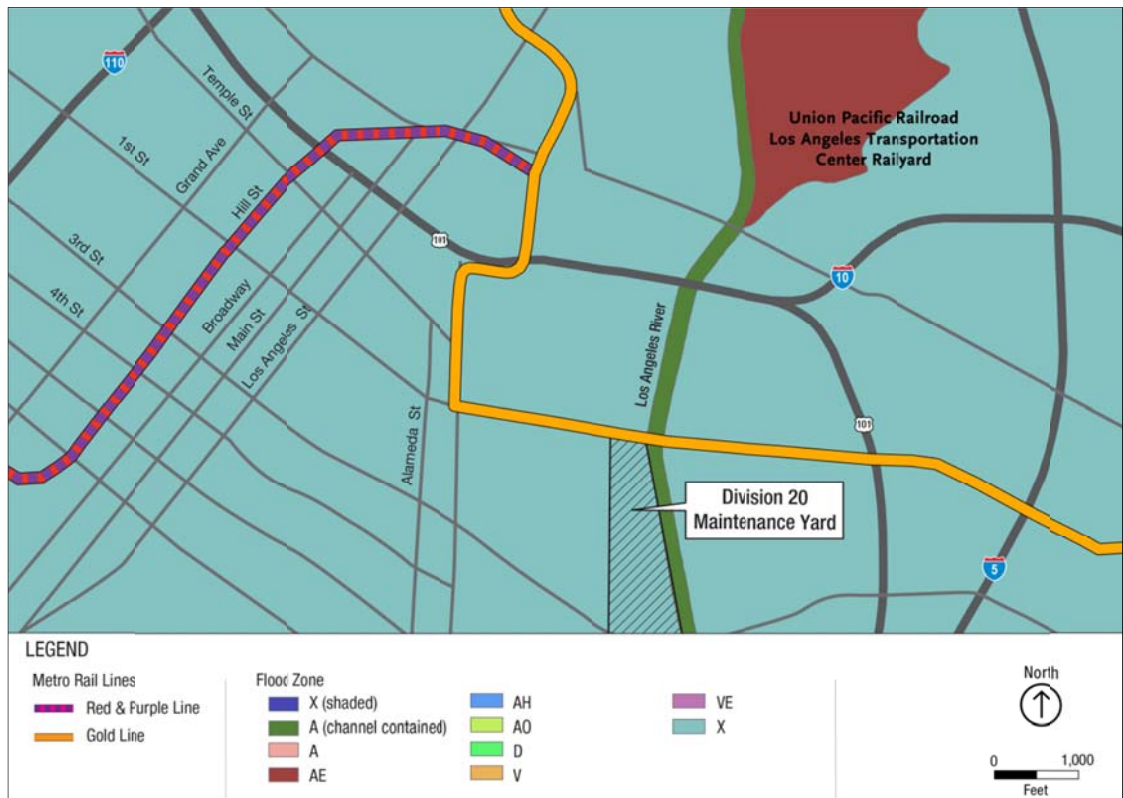 110
Temple St
1st St
Grand Ave
Hill St
3rd St
4th St
Broadway
Main St
Los Angeles St
Alameda St
101
Union Pacific Railroad
Los Angeles Transportation
Center Railyard
10
Los Angeles River
101
Division 20
Maintenance Yard
5
LEGEND
Metro Rail Lines
Red & Purple Line
Gold Line
Flood Zone
X (shaded)
A (channel contained)
A
AE
AH
AO
D
V
VE
X
North
0 1,000
Feet